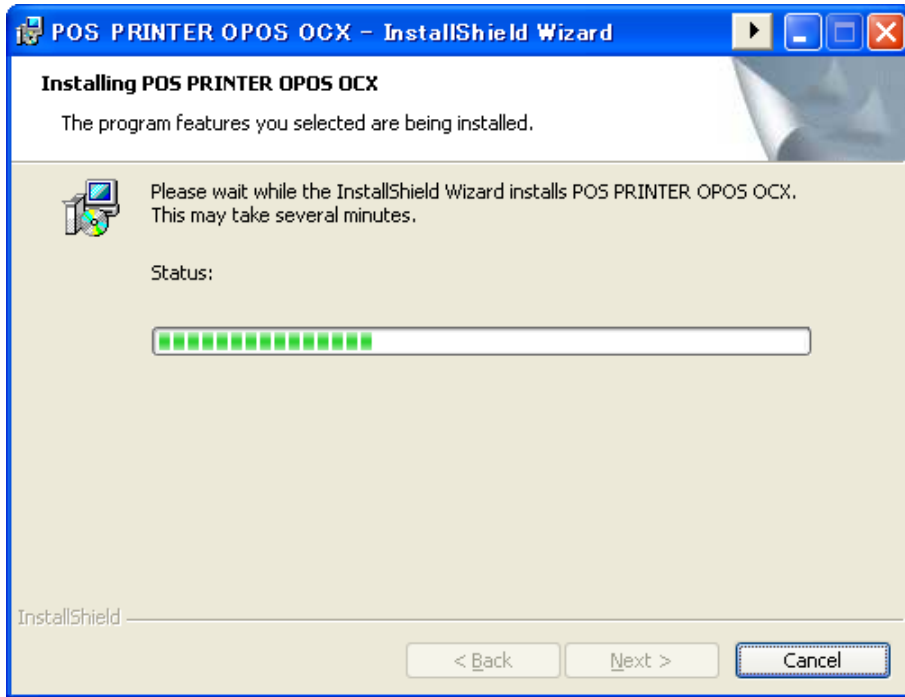 POS PRINTER OPOS OCX - InstallShield Wizard
Installing POS PRINTER OPOS OCX
The program features you selected are being installed.
Please wait while the InstallShield Wizard installs POS PRINTER OPOS OCX.
This may take several minutes.
Status:
InstallShield
< Back
Next >
Cancel